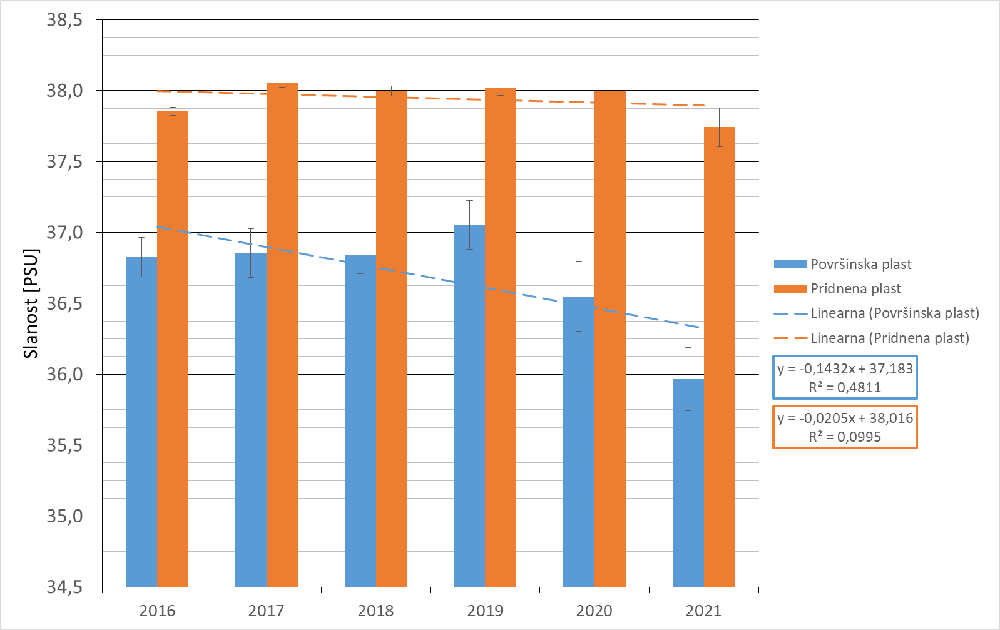 38,5
38,0
37,5
37,0
36,5
36,0
35,5
35,0
34,5
Slanost [PSU]
2016 2017 2018 2019 2020 2021
Površinska plast
Pridnena plast
Linearna (Površinska plast)
Linearna (Pridnena plast)
y = -0,1432x + 37,183
R² = 0,4811
y = -0,0205x + 38,016
R² = 0,0995